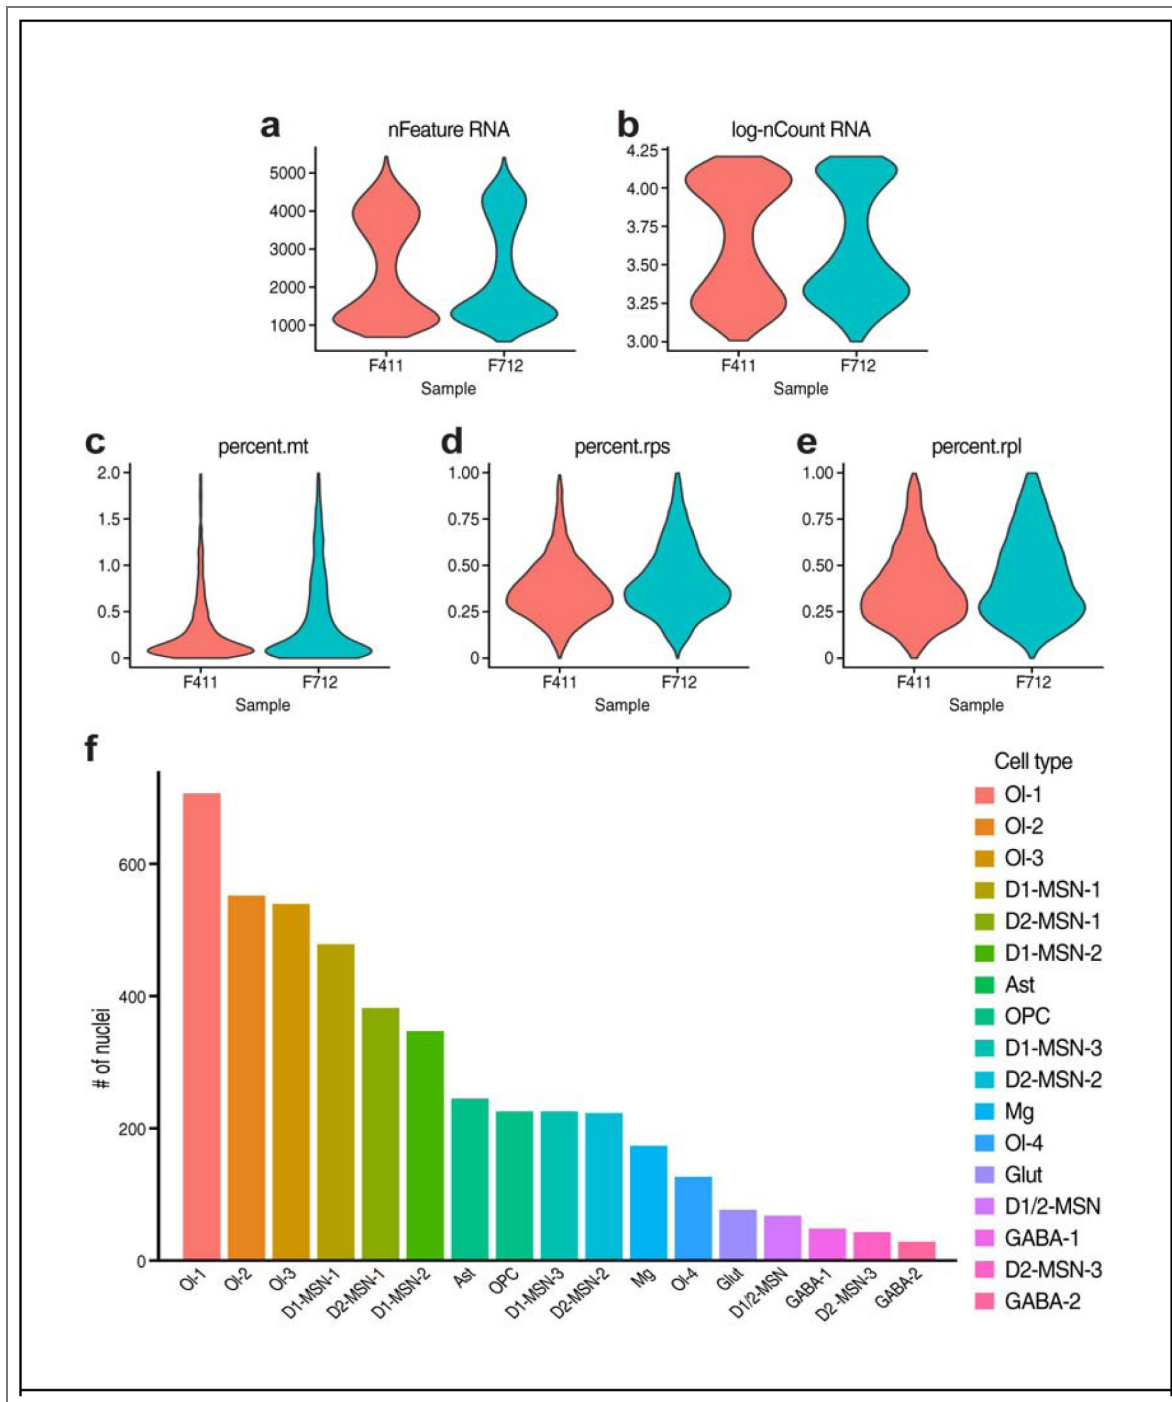 a
nFeature RNA
5000
4000
3000
2000
1000
F411 F712
Sample
b
log-nCount RNA
4.25
4.00
3.75
3.50
3.25
3.00
F411 F712
Sample
c
percent.mt
2.0
1.5
1.0
0.5
0
F411 F712
Sample
d
percent.rps
1.00
0.75
0.50
0.25
0
F411 F712
Sample
e
percent.rpl
1.00
0.75
0.50
0.25
0
F411 F712
Sample
f
# of nuclei
600
400
200
0
Ol-1
Ol-2
Ol-3
D1-MSN-1
D2-MSN-1
D1-MSN-2
Ast
OPC
D1-MSN-3
D2-MSN-2
Mg
Ol-4
Glut
D1/2-MSN
GABA-1
D2-MSN-3
GABA-2
Cell type
Ol-1
Ol-2
Ol-3
D1-MSN-1
D2-MSN-1
D1-MSN-2
Ast
OPC
D1-MSN-3
D2-MSN-2
Mg
Ol-4
Glut
D1/2-MSN
GABA-1
D2-MSN-3
GABA-2